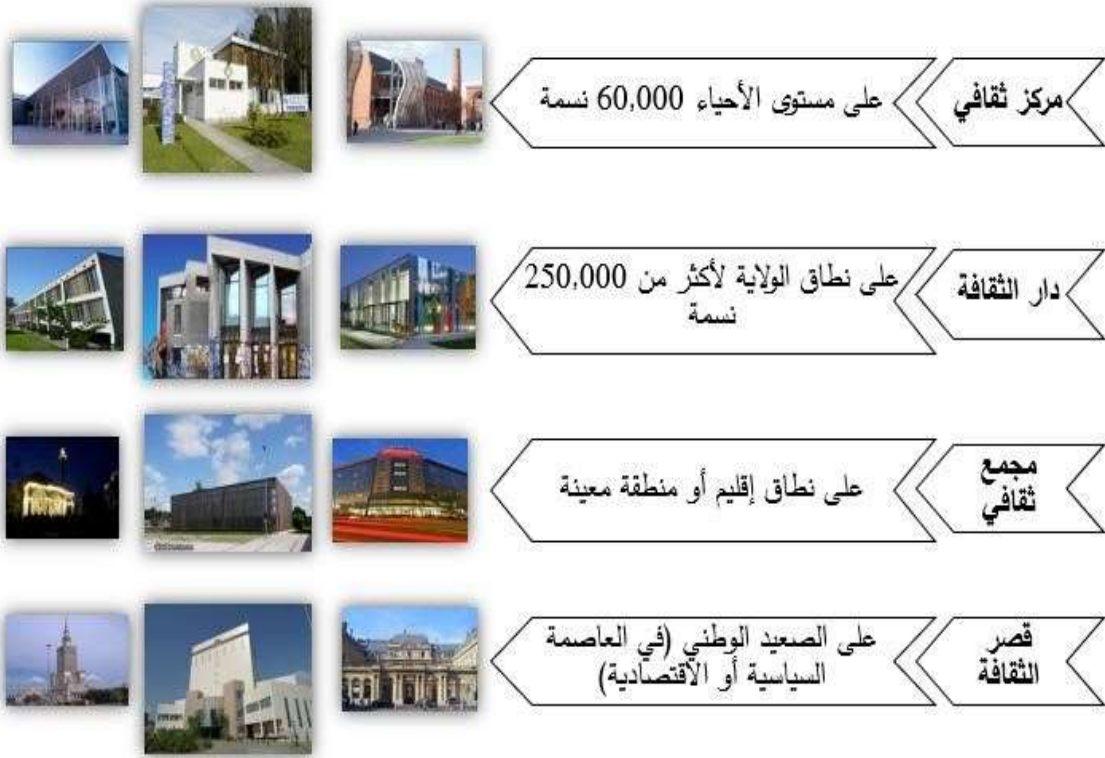 مركز ثقافي
على مستوى الأحياء 60,000 نسمة
دار الثقافة
على نطاق الولاية لأكثر من 250,000
نسمة
مجمع
ثقافي
على نطاق إقليم أو منطقة معينة
قصر
الثقافة
على الصعيد الوطني (في العاصمة
السياسية أو الاقتصادية)